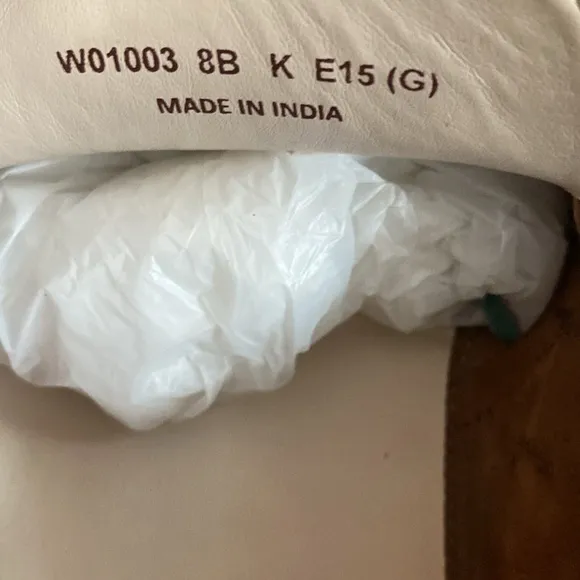 W01003 8B K E15 (G)
MADE IN INDIA